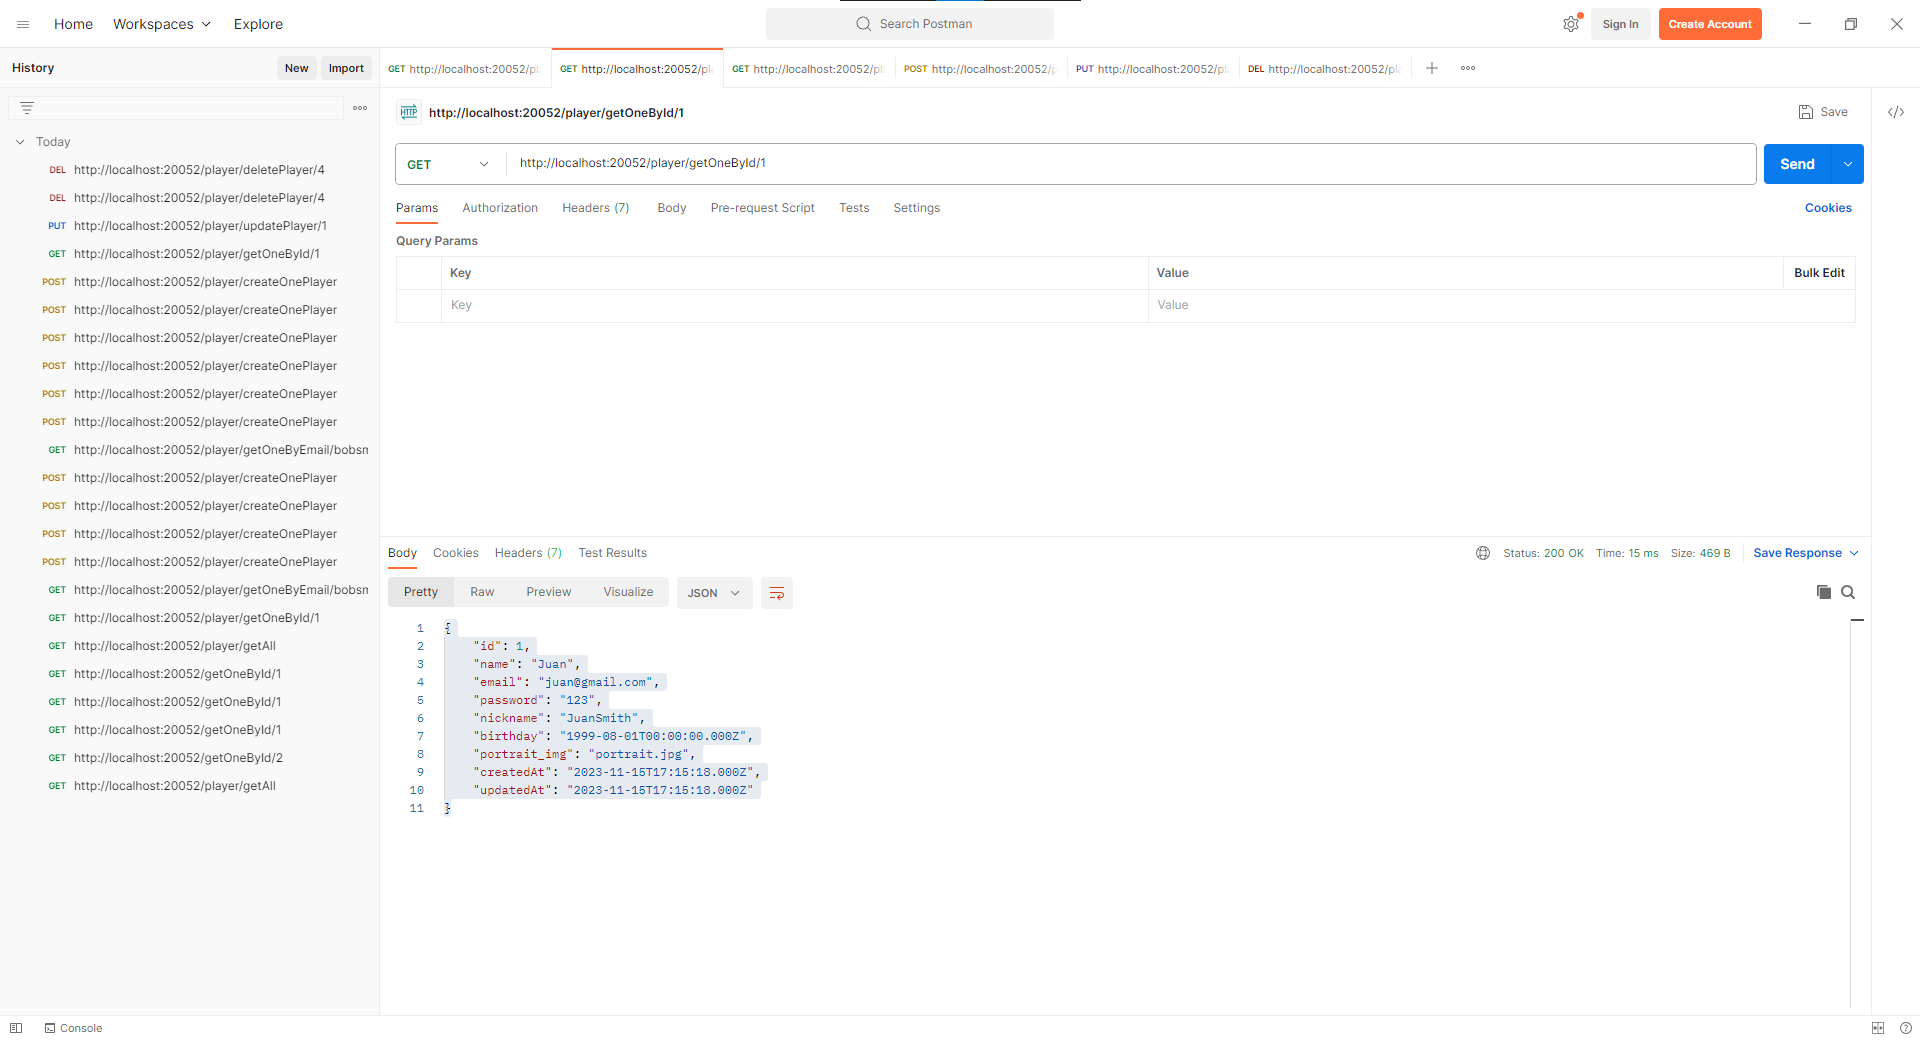 Home Workspaces Explore Search Postman Sign In Create Account
History New Import
GET http://localhost:20052/pl GET http://localhost:20052/pl GET http://localhost:20052/pl POST http://localhost:20052/p PUT http://localhost:20052/pl DEL http://localhost:20052/pl
HTTP http://localhost:20052/player/getOneById/1 Save </>
Today
DEL http://localhost:20052/player/deletePlayer/4
DEL http://localhost:20052/player/deletePlayer/4
PUT http://localhost:20052/player/updatePlayer/1
GET http://localhost:20052/player/getOneById/1
POST http://localhost:20052/player/createOnePlayer
POST http://localhost:20052/player/createOnePlayer
POST http://localhost:20052/player/createOnePlayer
POST http://localhost:20052/player/createOnePlayer
POST http://localhost:20052/player/createOnePlayer
POST http://localhost:20052/player/createOnePlayer
GET http://localhost:20052/player/getOneByEmail/bobsm
POST http://localhost:20052/player/createOnePlayer
POST http://localhost:20052/player/createOnePlayer
POST http://localhost:20052/player/createOnePlayer
POST http://localhost:20052/player/createOnePlayer
GET http://localhost:20052/player/getOneByEmail/bobsm
GET http://localhost:20052/player/getOneById/1
GET http://localhost:20052/player/getAll
GET http://localhost:20052/getOneById/1
GET http://localhost:20052/getOneById/1
GET http://localhost:20052/getOneById/1
GET http://localhost:20052/getOneById/2
GET http://localhost:20052/player/getAll
GET http://localhost:20052/player/getOneById/1 Send
Params Authorization Headers (7) Body Pre-request Script Tests Settings Cookies
Query Params
Key Value Bulk Edit
Key Value
Body Cookies Headers (7) Test Results Status: 200 OK Time: 15 ms Size: 469 B Save Response
Pretty Raw Preview Visualize JSON
1 {
2 "id": 1,
3 "name": "Juan",
4 "email": "juan@gmail.com",
5 "password": "123",
6 "nickname": "JuanSmith",
7 "birthday": "1999-08-01T00:00:00.000Z",
8 "portrait_img": "portrait.jpg",
9 "createdAt": "2023-11-15T17:15:18.000Z",
10 "updatedAt": "2023-11-15T17:15:18.000Z"
11 }
Console